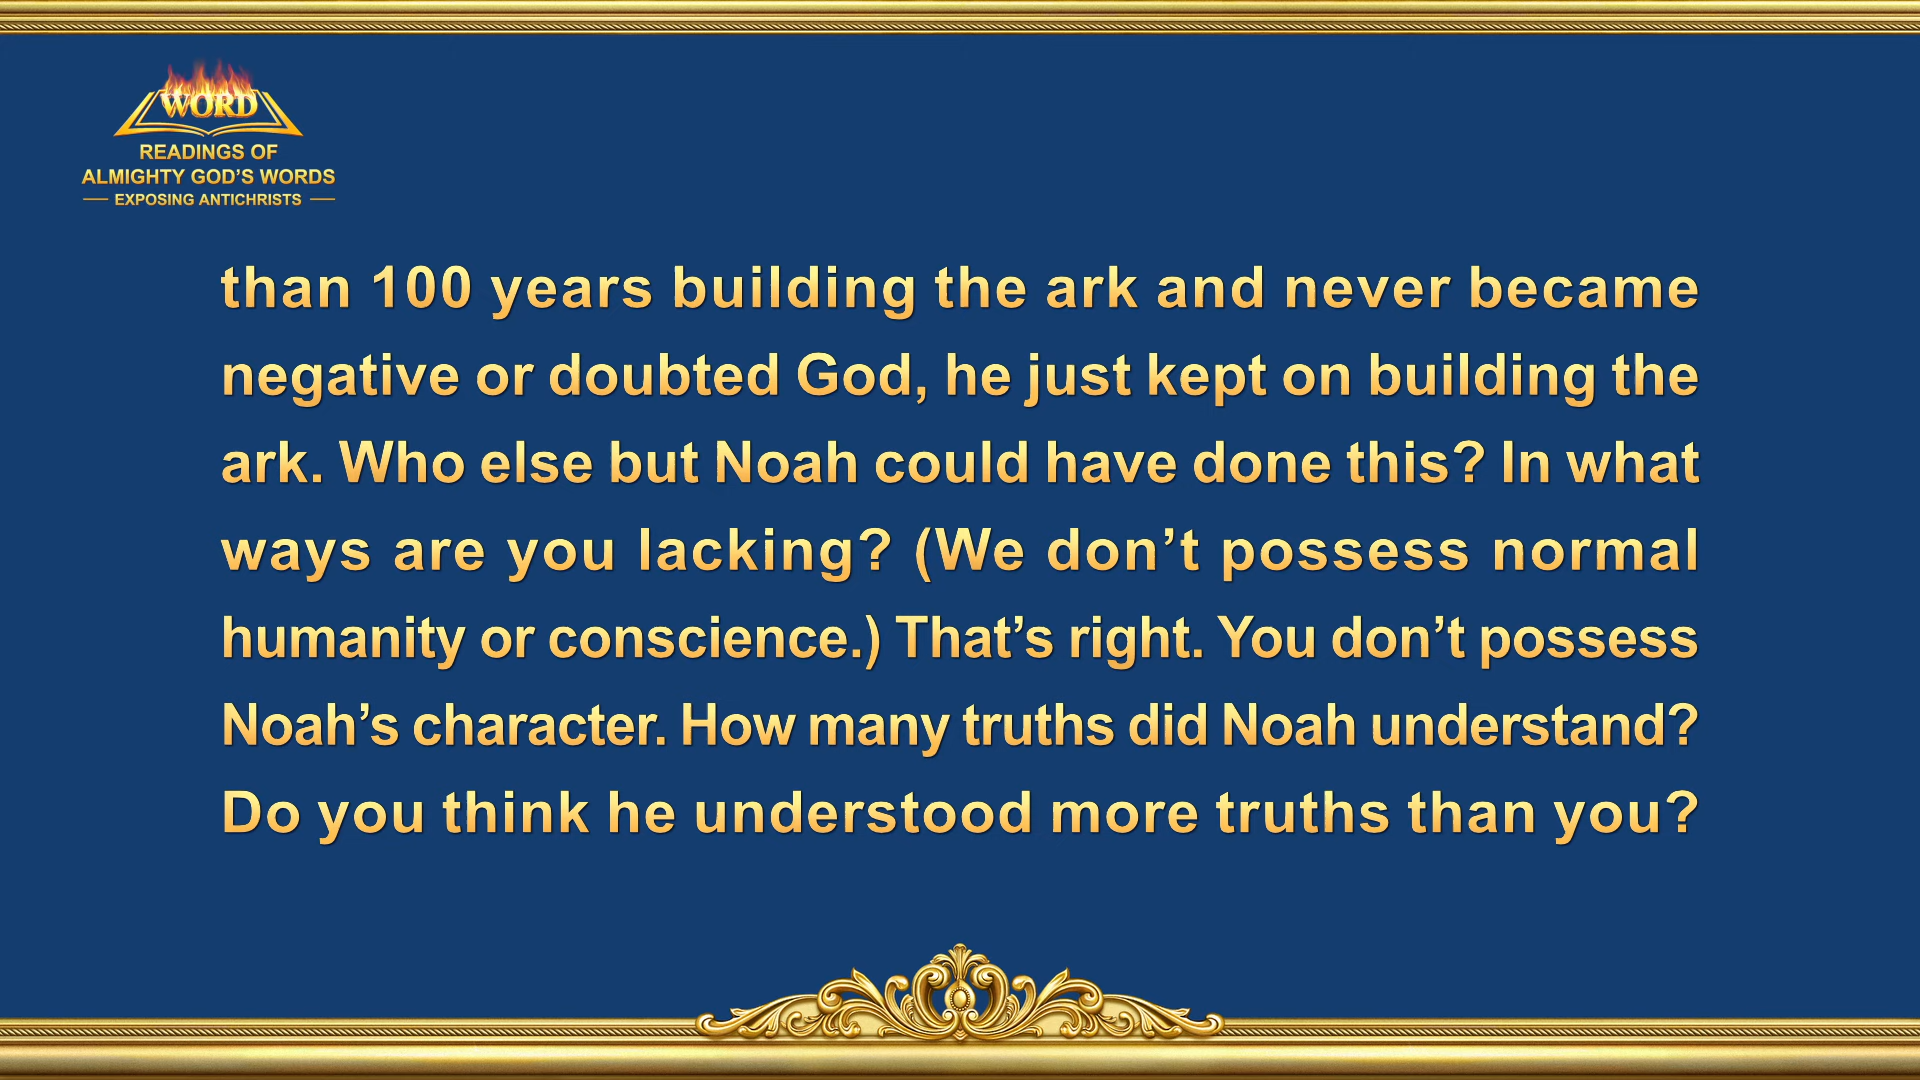 WORD
READINGS OF
ALMIGHTY GOD’S WORDS
EXPOSING ANTICHRISTS
than 100 years building the ark and never became
negative or doubted God, he just kept on building the
ark. Who else but Noah could have done this? In what
ways are you lacking? (We don’t possess normal
humanity or conscience.) That’s right. You don’t possess
Noah’s character. How many truths did Noah understand?
Do you think he understood more truths than you?